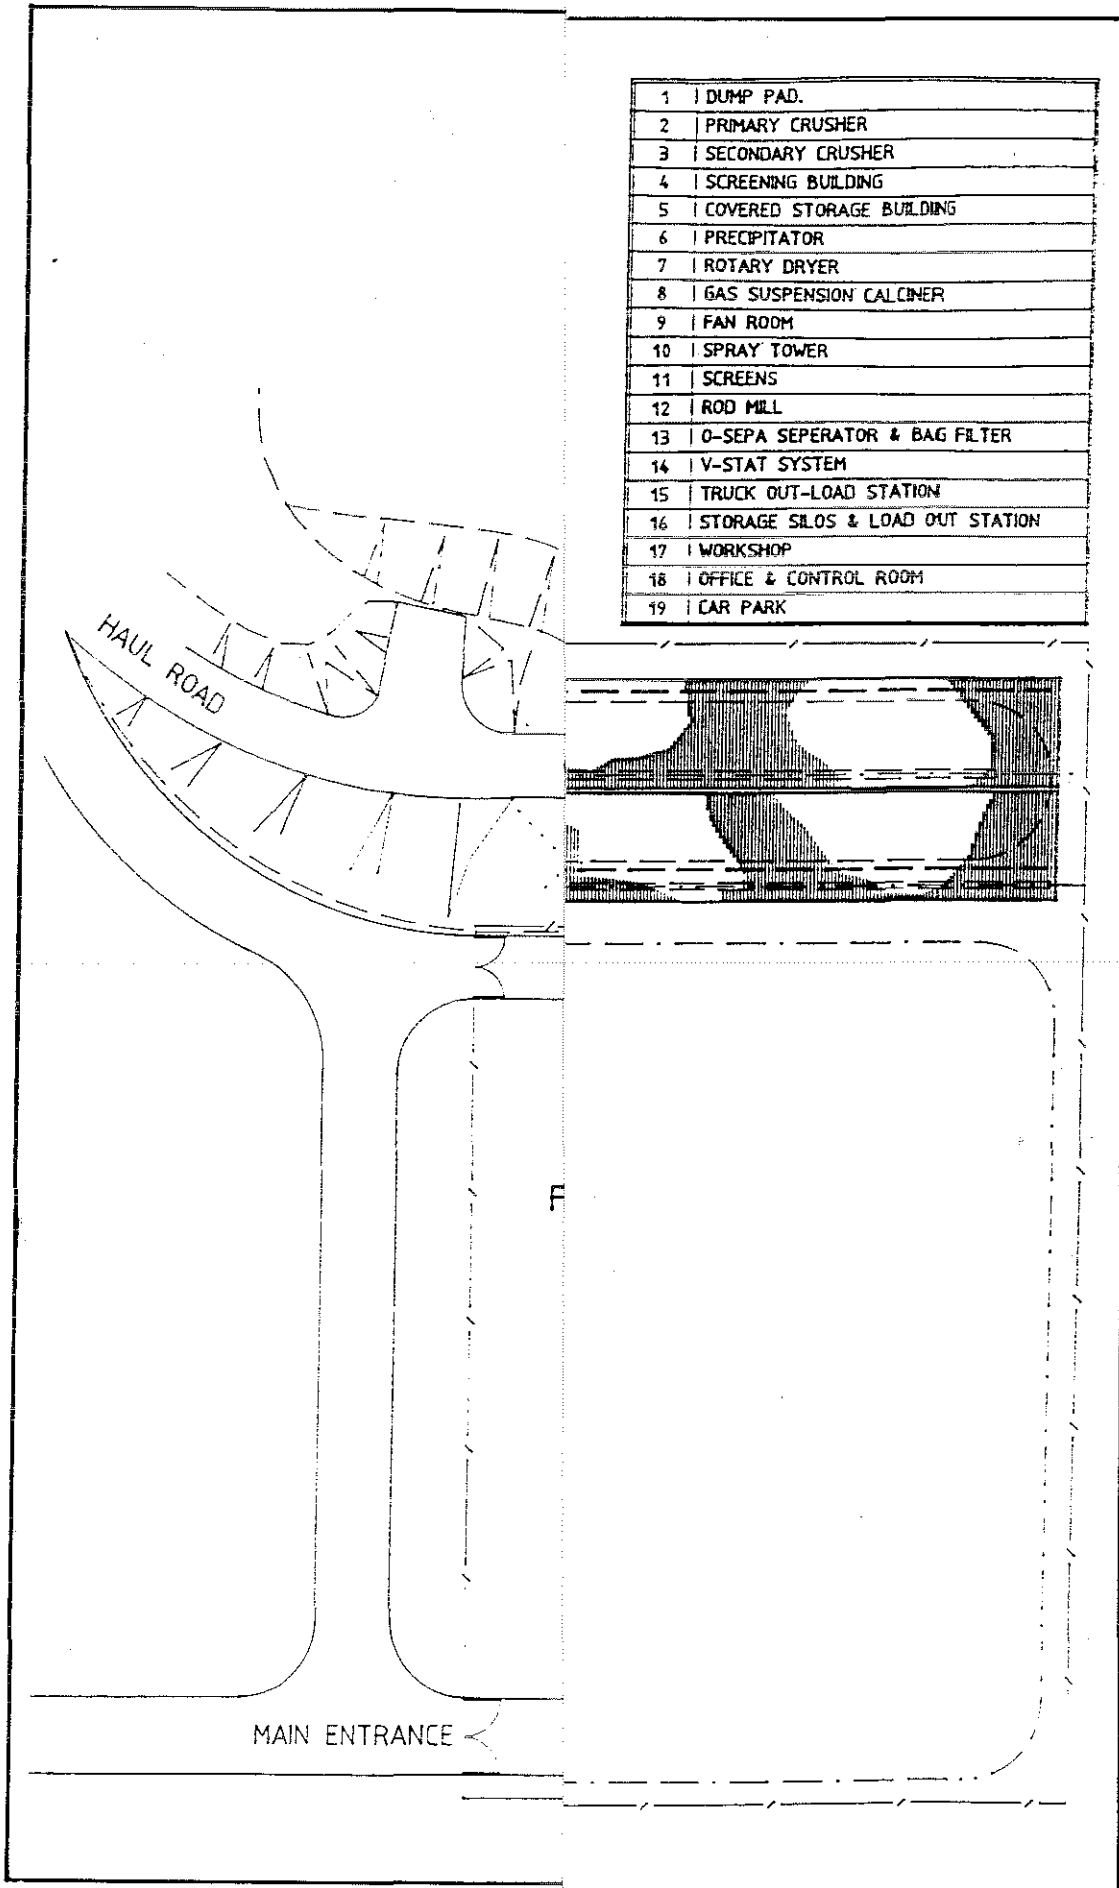 1 DUMP PAD.
2 PRIMARY CRUSHER
3 SECONDARY CRUSHER
4 SCREENING BUILDING
5 COVERED STORAGE BUILDING
6 PRECIPITATOR
7 ROTARY DRYER
8 GAS SUSPENSION CALCINER
9 FAN ROOM
10 SPRAY TOWER
11 SCREENS
12 ROD MILL
13 O-SEPA SEPERATOR & BAG FILTER
14 V-STAT SYSTEM
15 TRUCK OUT-LOAD STATION
16 STORAGE SILOS & LOAD OUT STATION
17 WORKSHOP
18 OFFICE & CONTROL ROOM
19 CAR PARK
HAUL ROAD
F
MAIN ENTRANCE